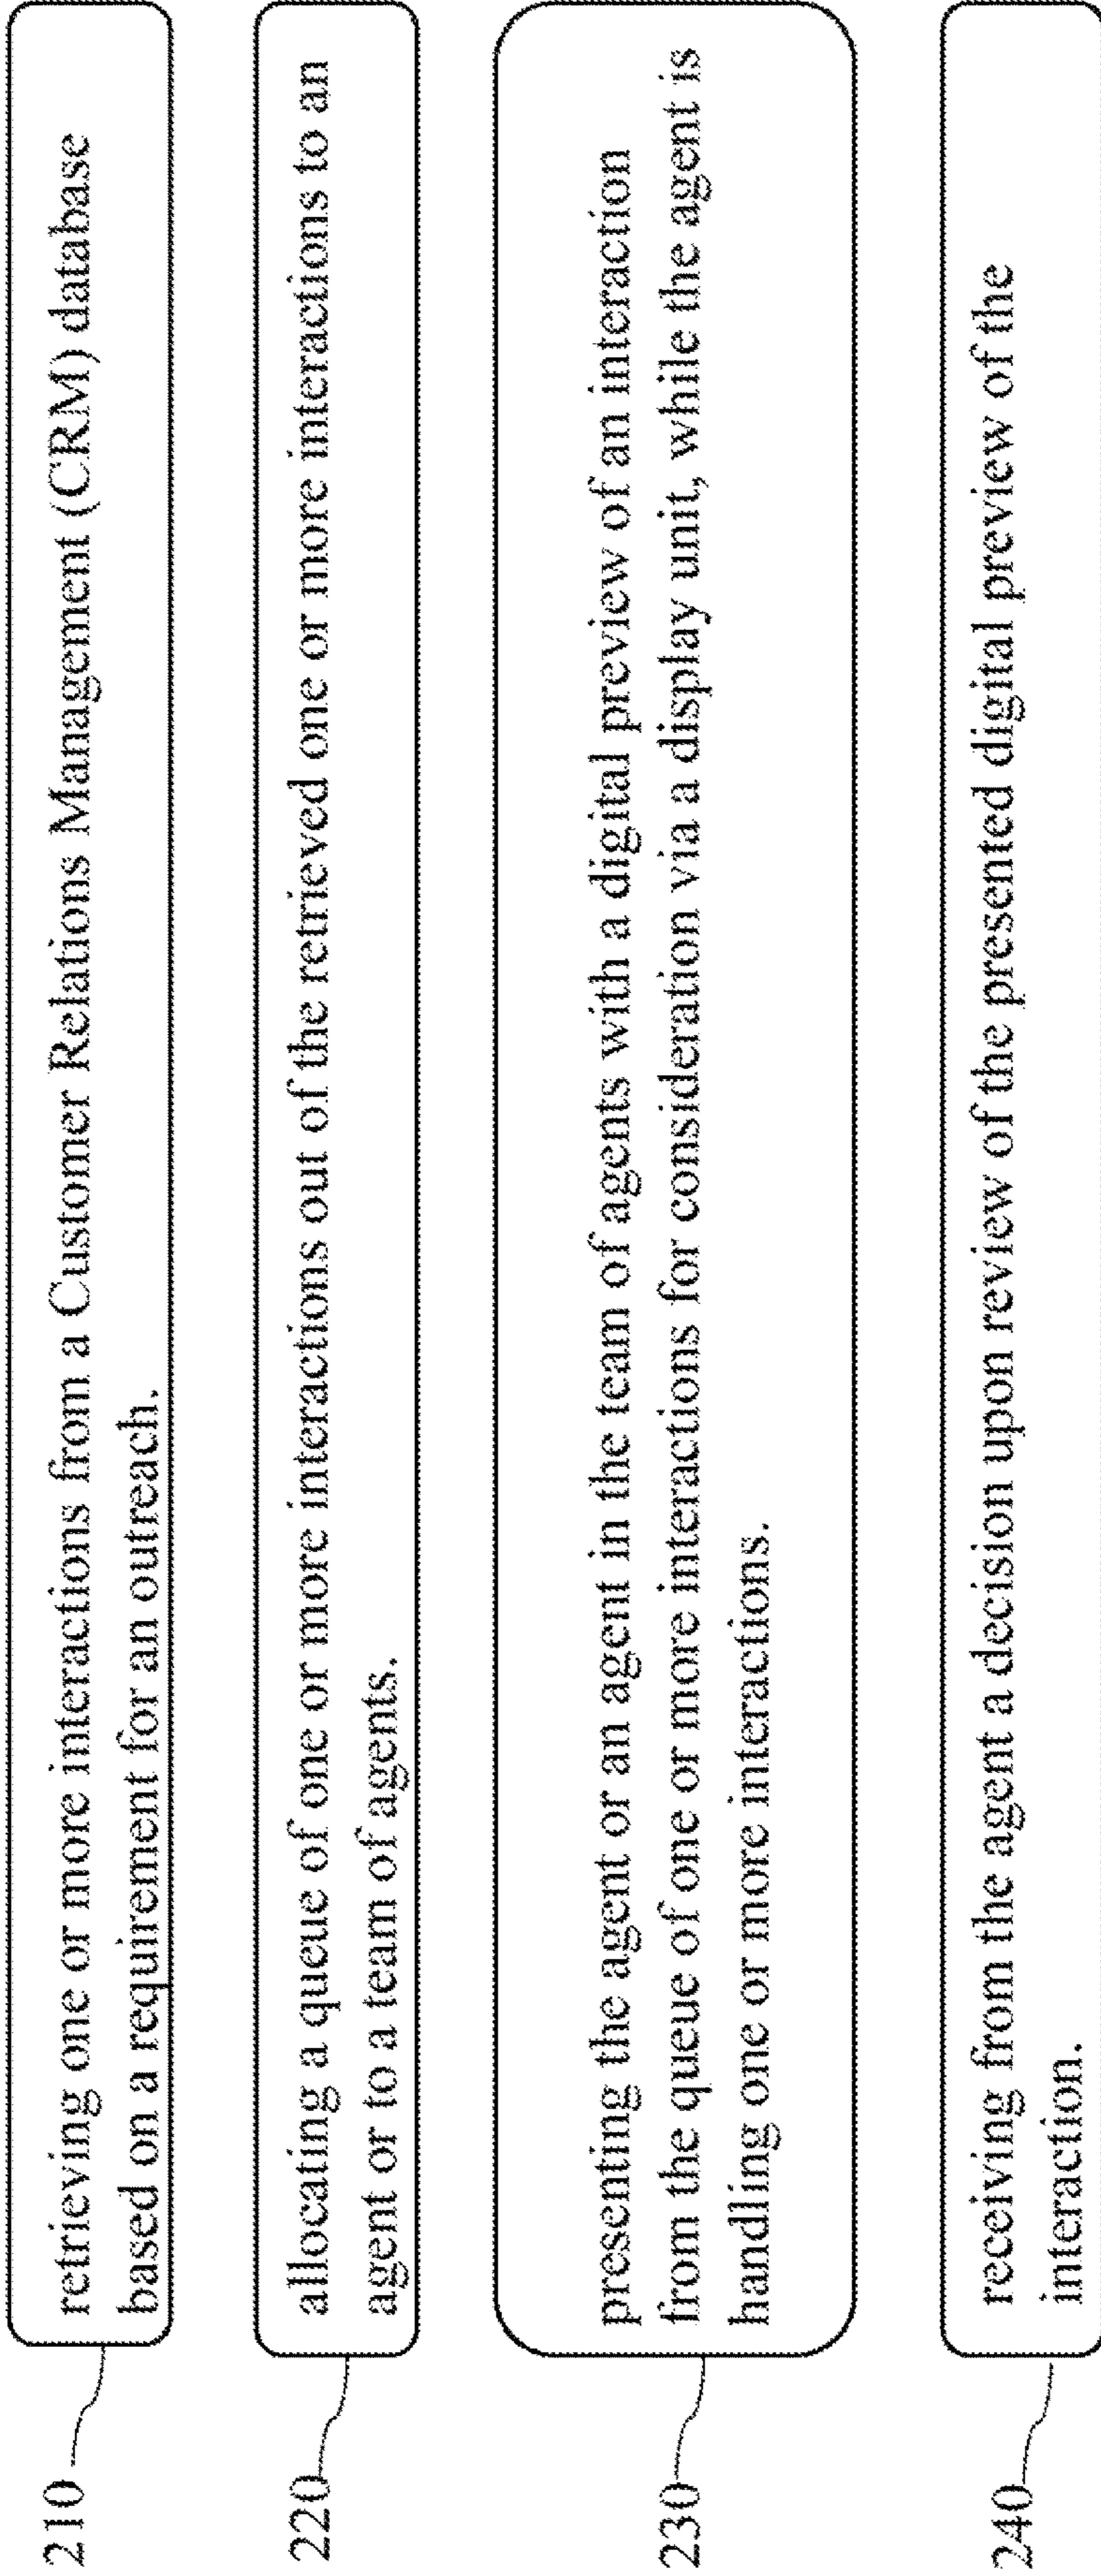 210
retrieving one or more interactions from a Customer Relations Management (CRM) database
based on a requirement for an outreach.
220
allocating a queue of one or more interactions out of the retrieved one or more interactions to an
agent or to a team of agents.
230
presenting the agent or an agent in the team of agents with a digital preview of an interaction
from the queue of one or more interactions for consideration via a display unit, while the agent is
handling one or more interactions.
240
receiving from the agent a decision upon review of the presented digital preview of the
interaction.